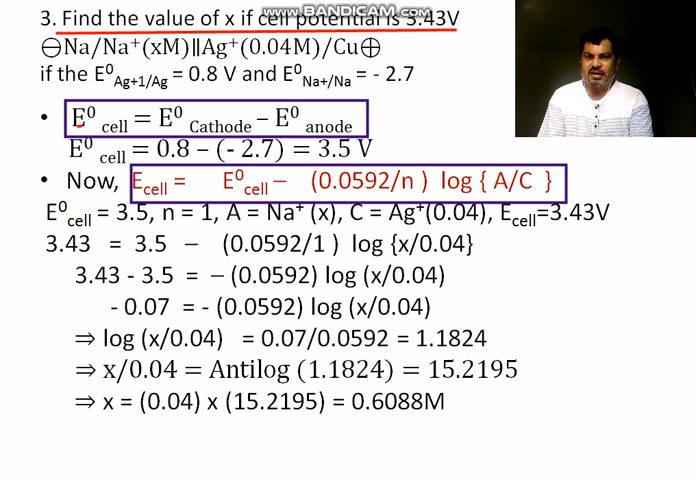 www.BANDICAM.com
3. Find the value of x if cell potential is 3.43V
⊖Na/Na⁺(xM)‖Ag⁺(0.04M)/Cu⊕
if the E⁰Ag+1/Ag = 0.8 V and E⁰Na+/Na = - 2.7
• E⁰ cell = E⁰ Cathode – E⁰ anode
E⁰ cell = 0.8 – (- 2.7) = 3.5 V
• Now, Ecell = E⁰cell – (0.0592/n ) log { A/C }
E⁰cell = 3.5, n = 1, A = Na⁺ (x), C = Ag⁺(0.04), Ecell=3.43V
3.43 = 3.5 – (0.0592/1 ) log {x/0.04}
3.43 - 3.5 = – (0.0592) log (x/0.04)
- 0.07 = - (0.0592) log (x/0.04)
⇒ log (x/0.04) = 0.07/0.0592 = 1.1824
⇒ x/0.04 = Antilog (1.1824) = 15.2195
⇒ x = (0.04) x (15.2195) = 0.6088M